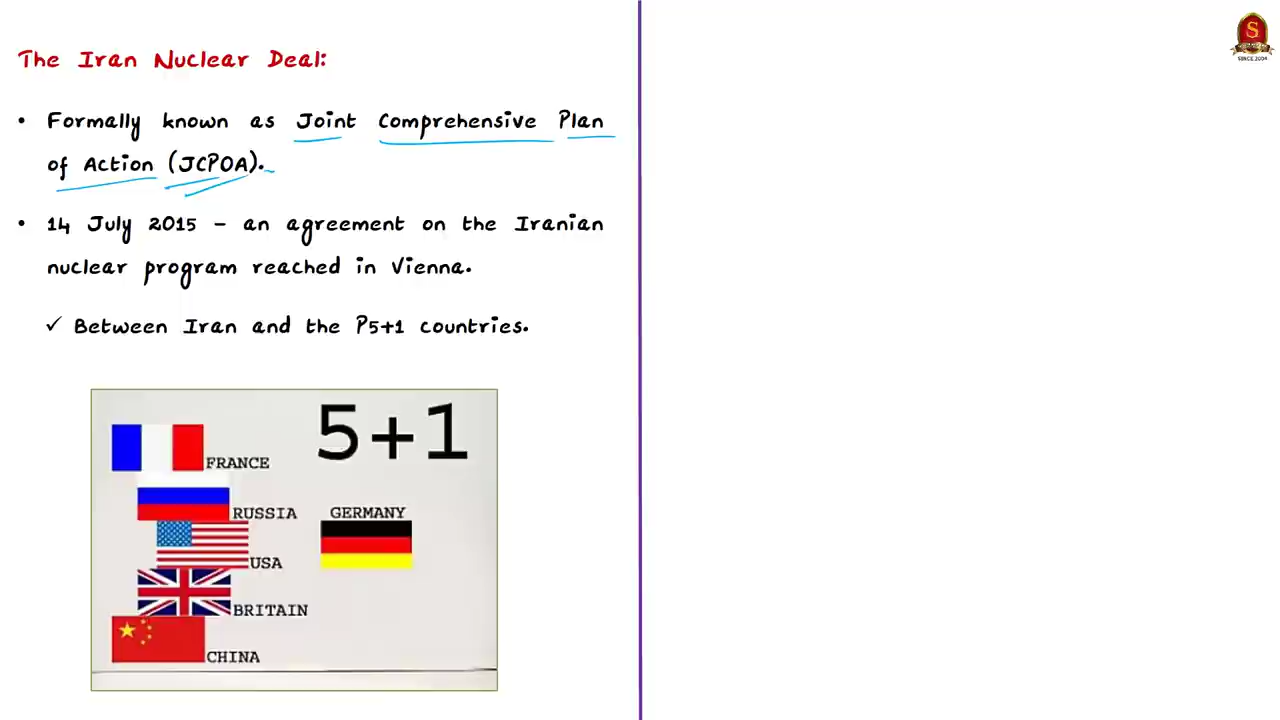 The Iran Nuclear Deal:
• Formally known as Joint Comprehensive Plan
of Action (JCPOA).
• 14 July 2015 – an agreement on the Iranian
nuclear program reached in Vienna.
✓ Between Iran and the P5+1 countries.
5+1
FRANCE
RUSSIA
GERMANY
USA
BRITAIN
CHINA
S
SINCE 2004